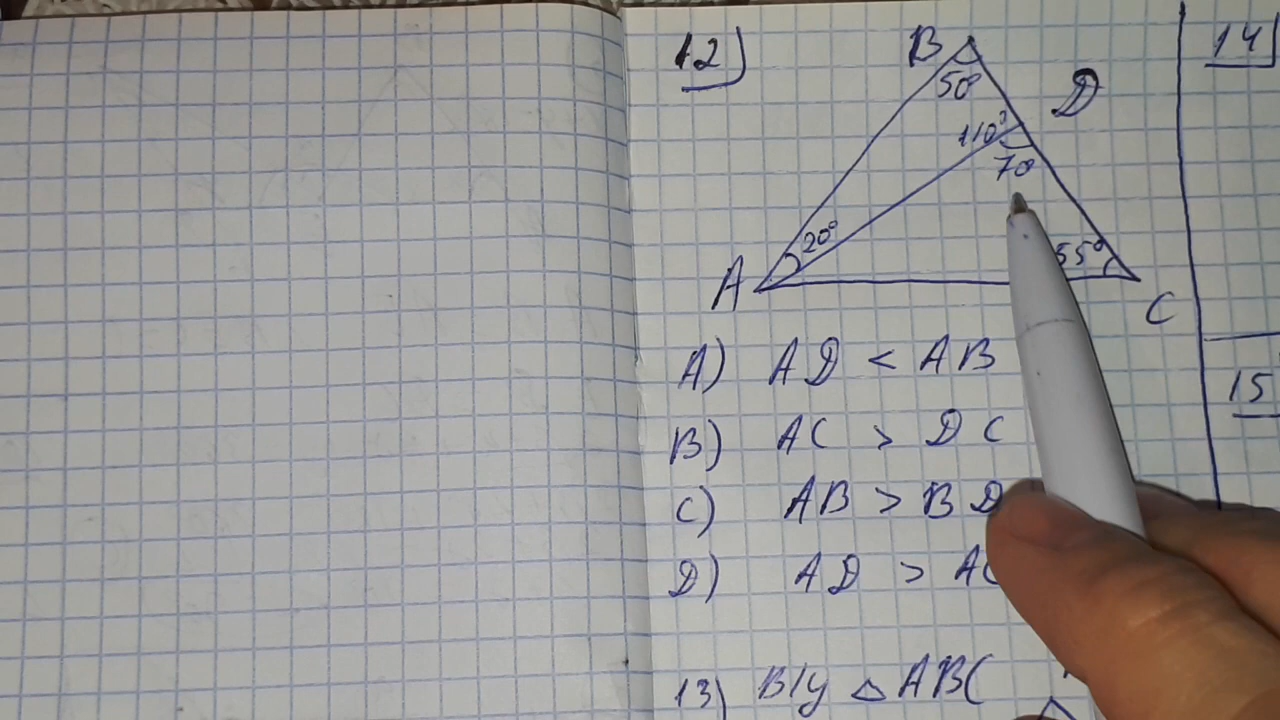 12)
B
50°
D
110°
70°
20°
55°
A
C
A) AD < AB
B) AC > DC
C) AB > BD
D) AD > AC
13) B/y △ ABC
14
15